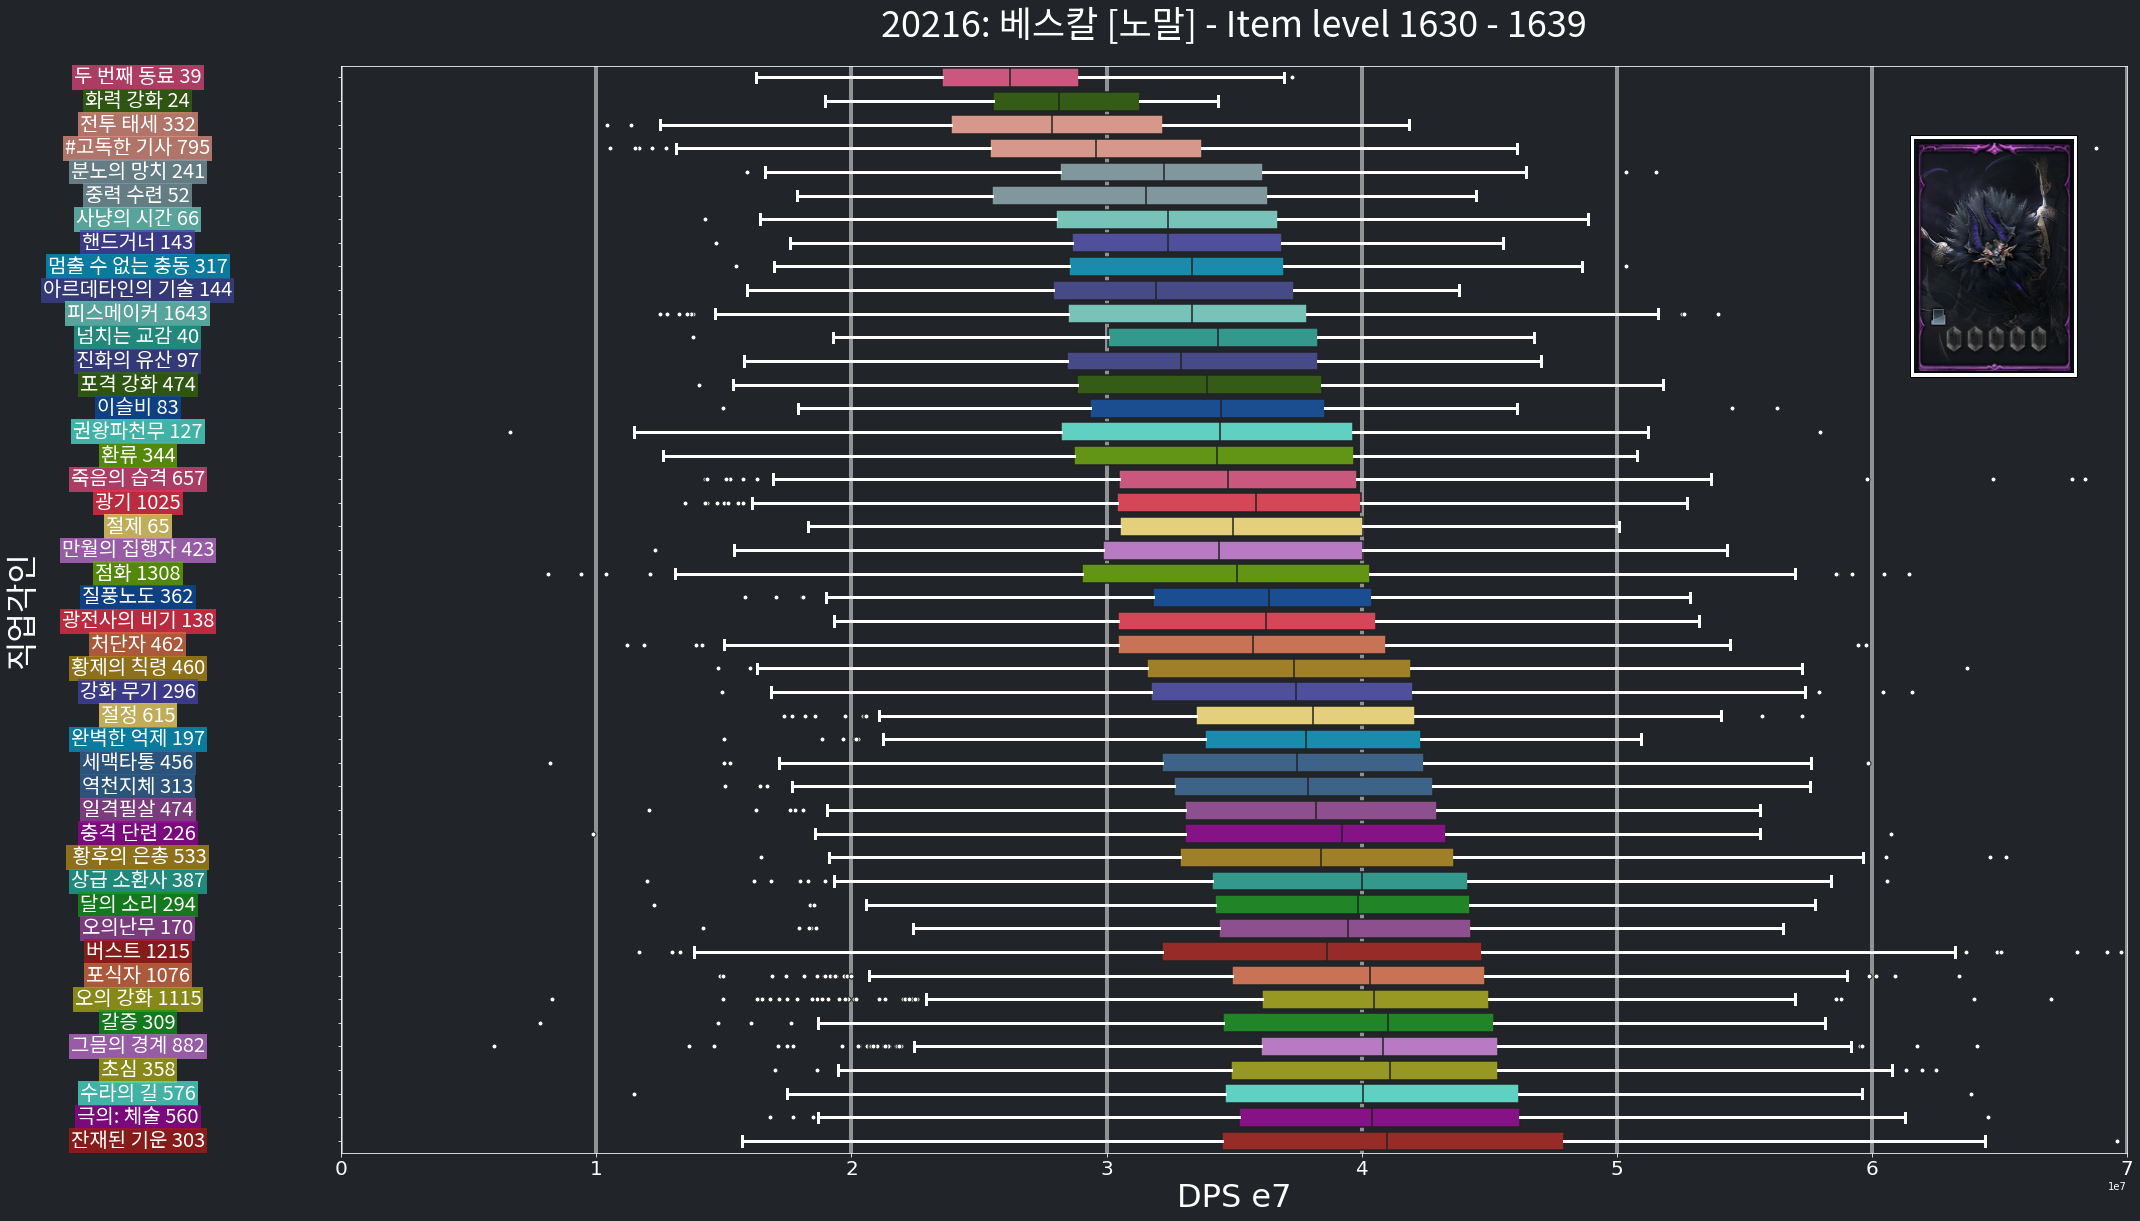 20216: 베스칼 [노말] - Item level 1630 - 1639
직업각인
두 번째 동료 39
화력 강화 24
전투 태세 332
#고독한 기사 795
분노의 망치 241
중력 수련 52
사냥의 시간 66
핸드거너 143
멈출 수 없는 충동 317
아르데타인의 기술 144
피스메이커 1643
넘치는 교감 40
진화의 유산 97
포격 강화 474
이슬비 83
권왕파천무 127
환류 344
죽음의 습격 657
광기 1025
절제 65
만월의 집행자 423
점화 1308
질풍노도 362
광전사의 비기 138
처단자 462
황제의 칙령 460
강화 무기 296
절정 615
완벽한 억제 197
세맥타통 456
역천지체 313
일격필살 474
충격 단련 226
황후의 은총 533
상급 소환사 387
달의 소리 294
오의난무 170
버스트 1215
포식자 1076
오의 강화 1115
갈증 309
그믐의 경계 882
초심 358
수라의 길 576
극의: 체술 560
잔재된 기운 303
0 1 2 3 4 5 6 7
1e7
DPS e7